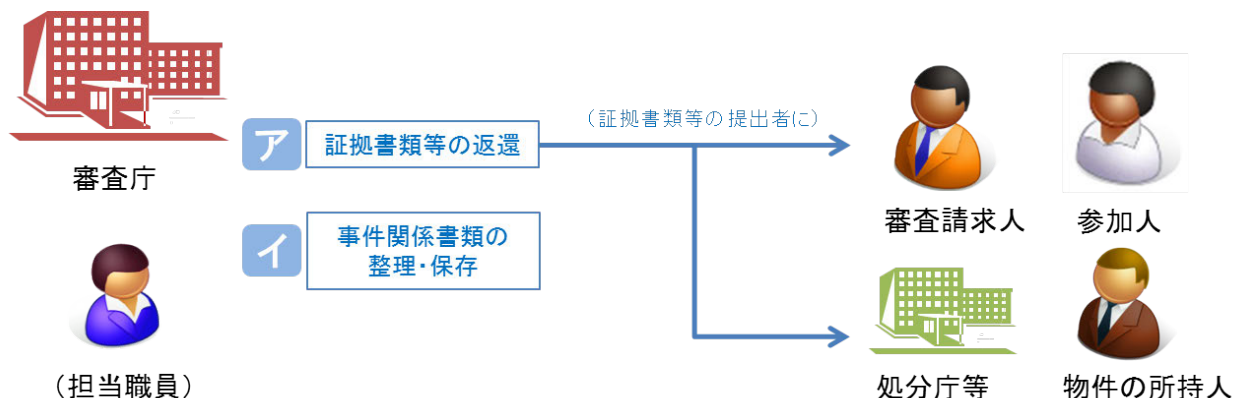 審査庁
(担当職員)
ア
証拠書類等の返還
(証拠書類等の提出者に)
イ
事件関係書類の
整理・保存
審査請求人
参加人
処分庁等
物件の所持人